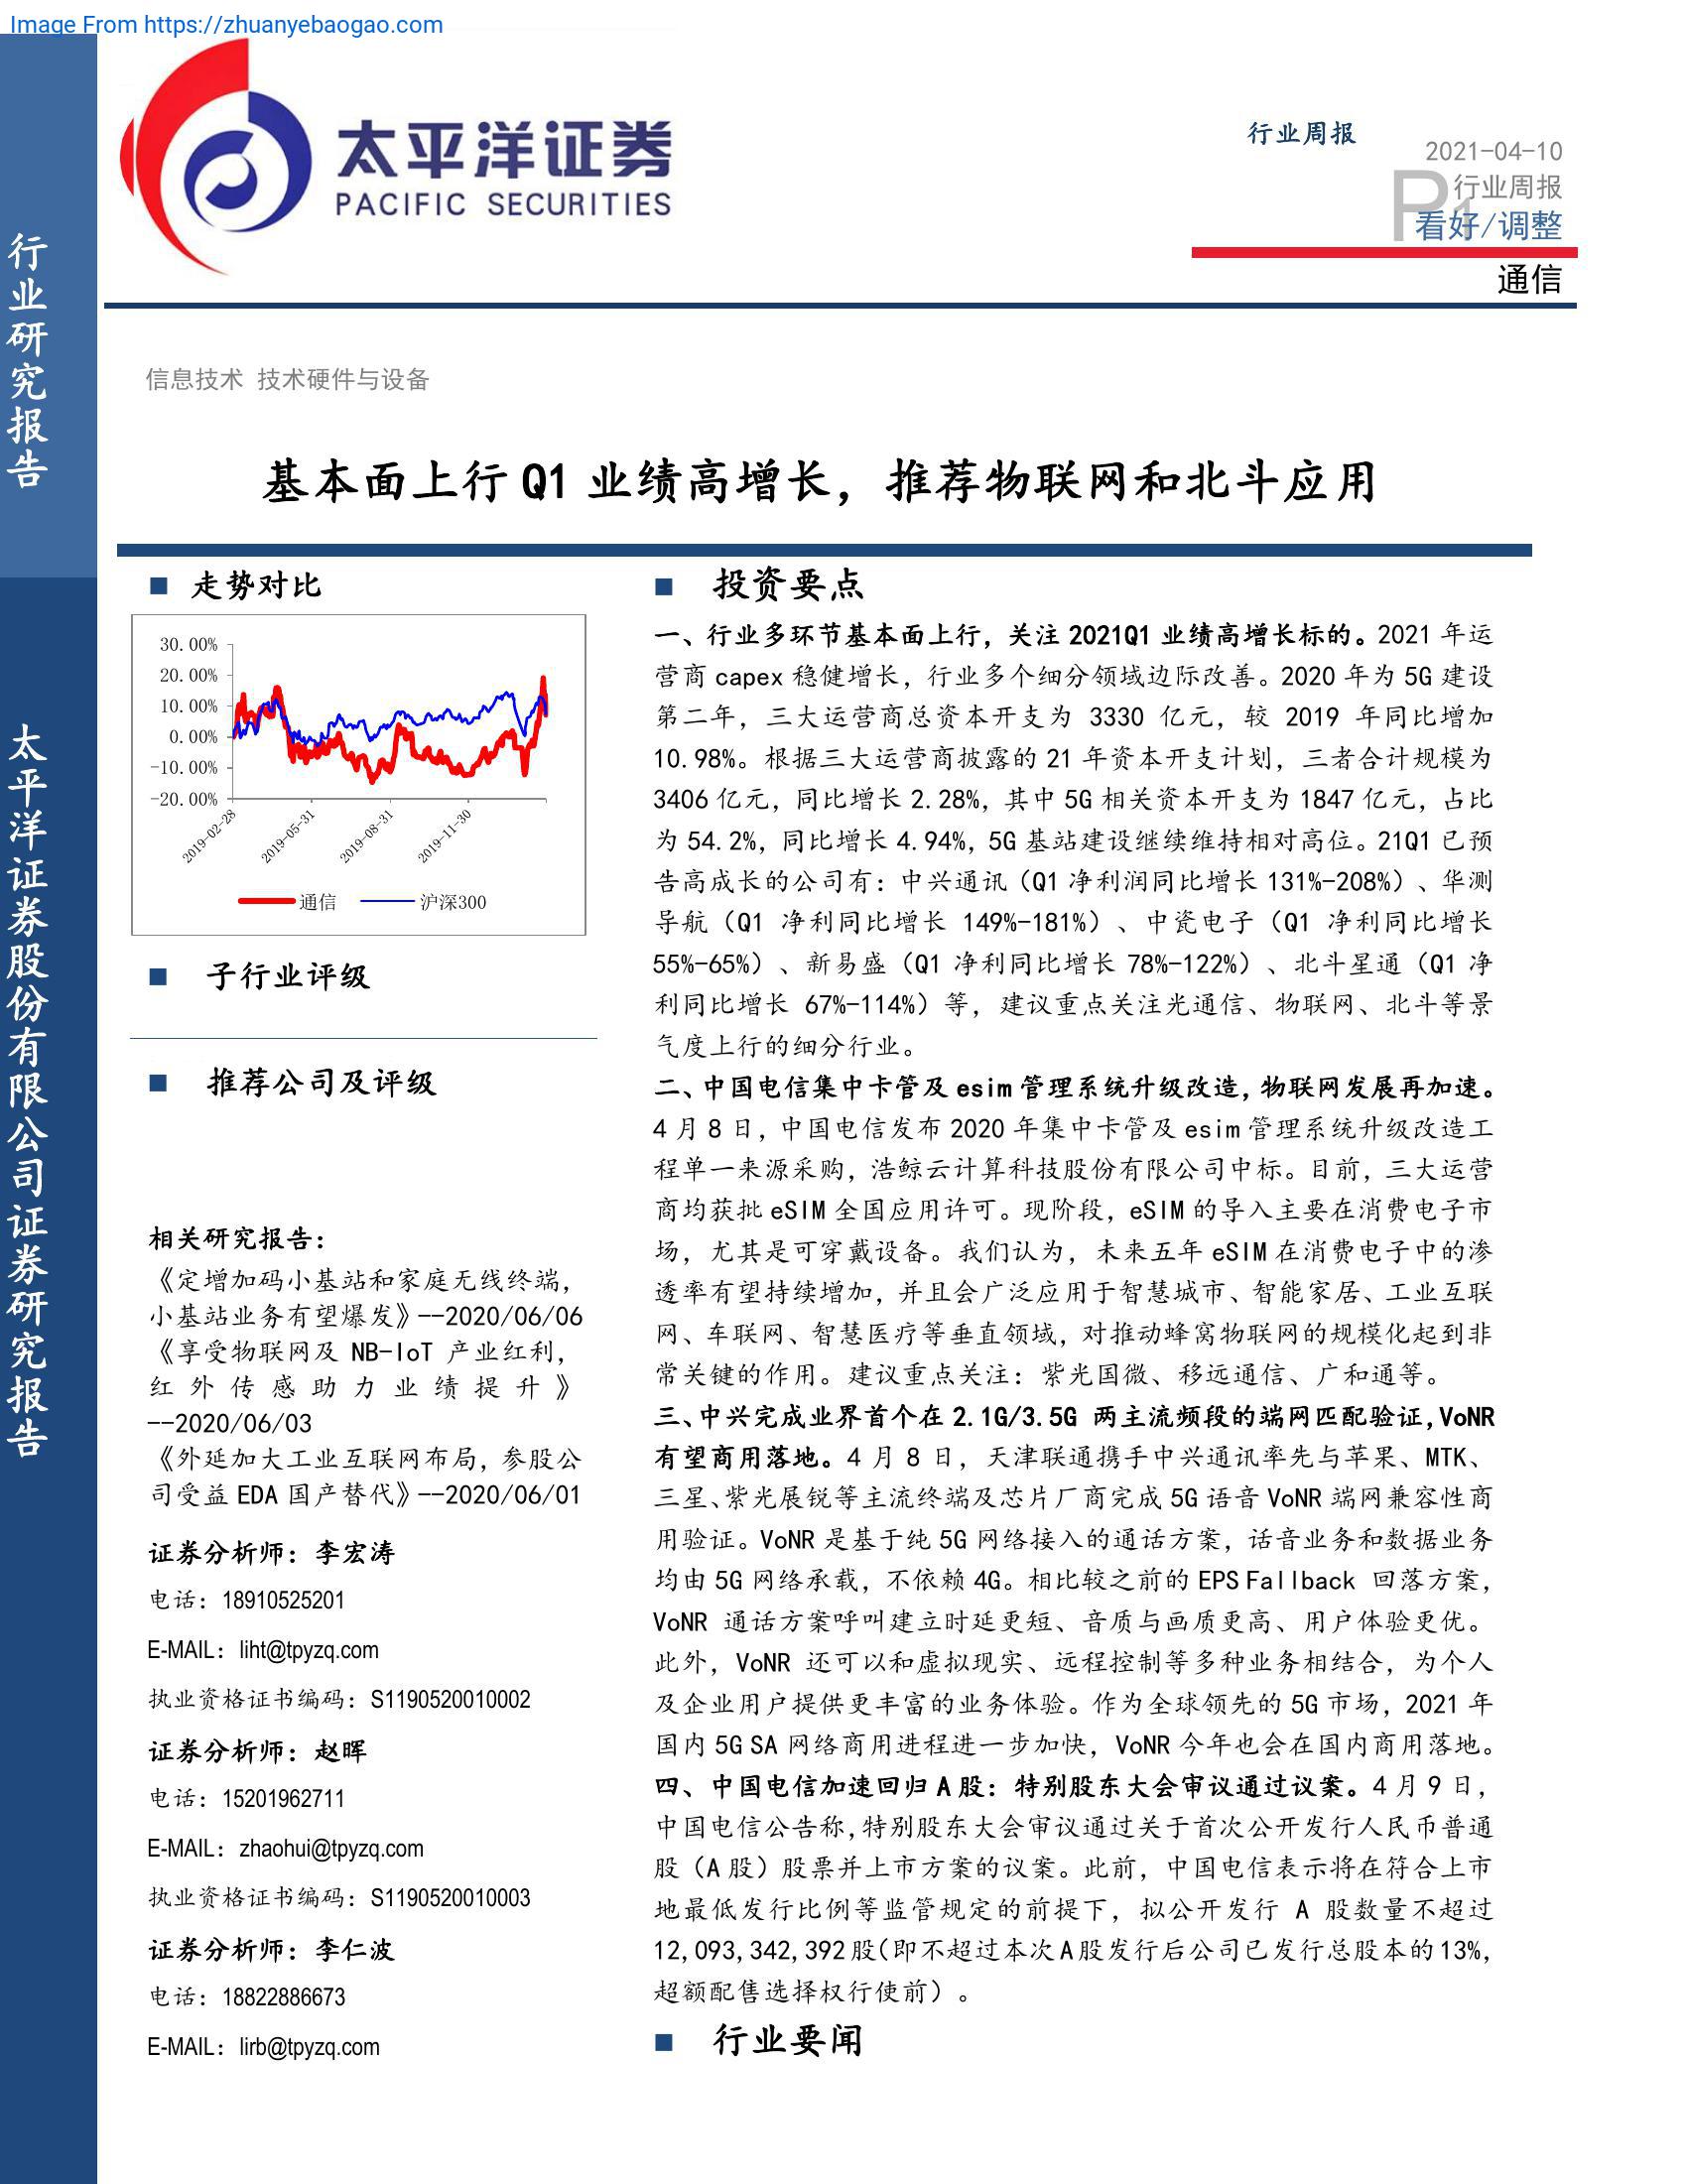 Image From https://zhuanyebaogao.com
太平洋证券
PACIFIC SECURITIES
行业周报
2021-04-10
P1
行业周报
看好/调整
通信
行业研究报告
太平洋证券股份有限公司证券研究报告
信息技术 技术硬件与设备
基本面上行 Q1 业绩高增长，推荐物联网和北斗应用
■ 走势对比
30.00%
20.00%
10.00%
0.00%
-10.00%
-20.00%
2019-02-28
2019-05-31
2019-08-31
2019-11-30
通信 沪深300
■ 子行业评级
■ 推荐公司及评级
相关研究报告：
《定增加码小基站和家庭无线终端，
小基站业务有望爆发》--2020/06/06
《享受物联网及 NB-IoT 产业红利，
红外传感助力业绩提升》
--2020/06/03
《外延加大工业互联网布局，参股公
司受益 EDA 国产替代》--2020/06/01
证券分析师：李宏涛
电话：18910525201
E-MAIL：liht@tpyzq.com
执业资格证书编码：S1190520010002
证券分析师：赵晖
电话：15201962711
E-MAIL：zhaohui@tpyzq.com
执业资格证书编码：S1190520010003
证券分析师：李仁波
电话：18822886673
E-MAIL：lirb@tpyzq.com
■ 投资要点
一、行业多环节基本面上行，关注 2021Q1 业绩高增长标的。2021 年运
营商 capex 稳健增长，行业多个细分领域边际改善。2020 年为 5G 建设
第二年，三大运营商总资本开支为 3330 亿元，较 2019 年同比增加
10.98%。根据三大运营商披露的 21 年资本开支计划，三者合计规模为
3406 亿元，同比增长 2.28%，其中 5G 相关资本开支为 1847 亿元，占比
为 54.2%，同比增长 4.94%，5G 基站建设继续维持相对高位。21Q1 已预
告高成长的公司有：中兴通讯（Q1 净利润同比增长 131%-208%）、华测
导航（Q1 净利同比增长 149%-181%）、中瓷电子（Q1 净利同比增长
55%-65%）、新易盛（Q1 净利同比增长 78%-122%）、北斗星通（Q1 净
利同比增长 67%-114%）等，建议重点关注光通信、物联网、北斗等景
气度上行的细分行业。
二、中国电信集中卡管及 esim 管理系统升级改造，物联网发展再加速。
4 月 8 日，中国电信发布 2020 年集中卡管及 esim 管理系统升级改造工
程单一来源采购，浩鲸云计算科技股份有限公司中标。目前，三大运营
商均获批 eSIM 全国应用许可。现阶段，eSIM 的导入主要在消费电子市
场，尤其是可穿戴设备。我们认为，未来五年 eSIM 在消费电子中的渗
透率有望持续增加，并且会广泛应用于智慧城市、智能家居、工业互联
网、车联网、智慧医疗等垂直领域，对推动蜂窝物联网的规模化起到非
常关键的作用。建议重点关注：紫光国微、移远通信、广和通等。
三、中兴完成业界首个在 2.1G/3.5G 两主流频段的端网匹配验证，VoNR
有望商用落地。4 月 8 日，天津联通携手中兴通讯率先与苹果、MTK、
三星、紫光展锐等主流终端及芯片厂商完成 5G 语音 VoNR 端网兼容性商
用验证。VoNR 是基于纯 5G 网络接入的通话方案，话音业务和数据业务
均由 5G 网络承载，不依赖 4G。相比较之前的 EPS Fallback 回落方案，
VoNR 通话方案呼叫建立时延更短、音质与画质更高、用户体验更优。
此外，VoNR 还可以和虚拟现实、远程控制等多种业务相结合，为个人
及企业用户提供更丰富的业务体验。作为全球领先的 5G 市场，2021 年
国内 5G SA 网络商用进程进一步加快，VoNR 今年也会在国内商用落地。
四、中国电信加速回归 A 股：特别股东大会审议通过议案。4 月 9 日，
中国电信公告称，特别股东大会审议通过关于首次公开发行人民币普通
股（A 股）股票并上市方案的议案。此前，中国电信表示将在符合上市
地最低发行比例等监管规定的前提下，拟公开发行 A 股数量不超过
12,093,342,392 股（即不超过本次 A 股发行后公司已发行总股本的 13%，
超额配售选择权行使前）。
■ 行业要闻